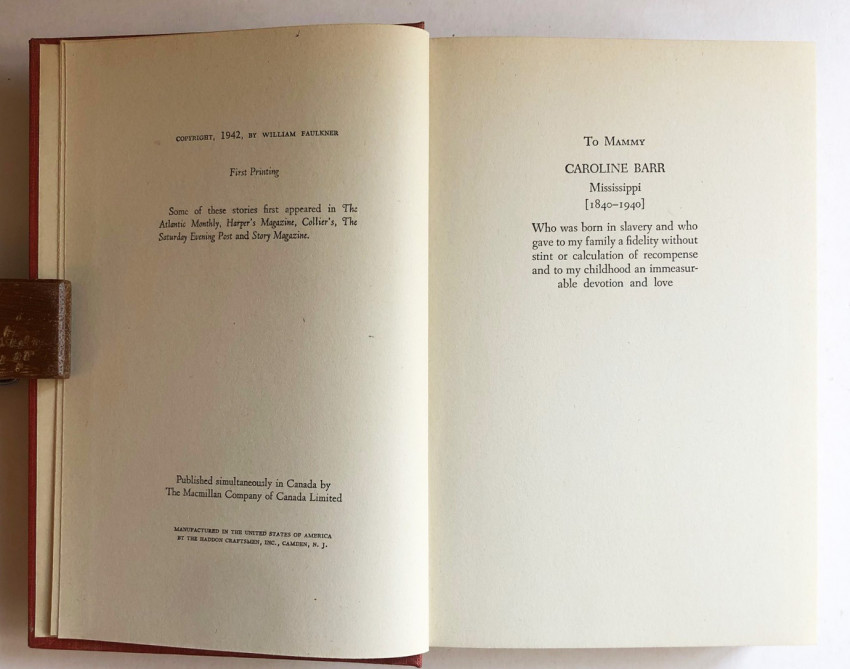 COPYRIGHT, 1942, BY WILLIAM FAULKNER
First Printing
Some of these stories first appeared in The
Atlantic Monthly, Harper's Magazine, Collier's, The
Saturday Evening Post and Story Magazine.
Published simultaneously in Canada by
The Macmillan Company of Canada Limited
MANUFACTURED IN THE UNITED STATES OF AMERICA
BY THE HADDON CRAFTSMEN, INC., CAMDEN, N. J.
To MAMMY
CAROLINE BARR
Mississippi
[1840–1940]
Who was born in slavery and who
gave to my family a fidelity without
stint or calculation of recompense
and to my childhood an immeasur-
able devotion and love